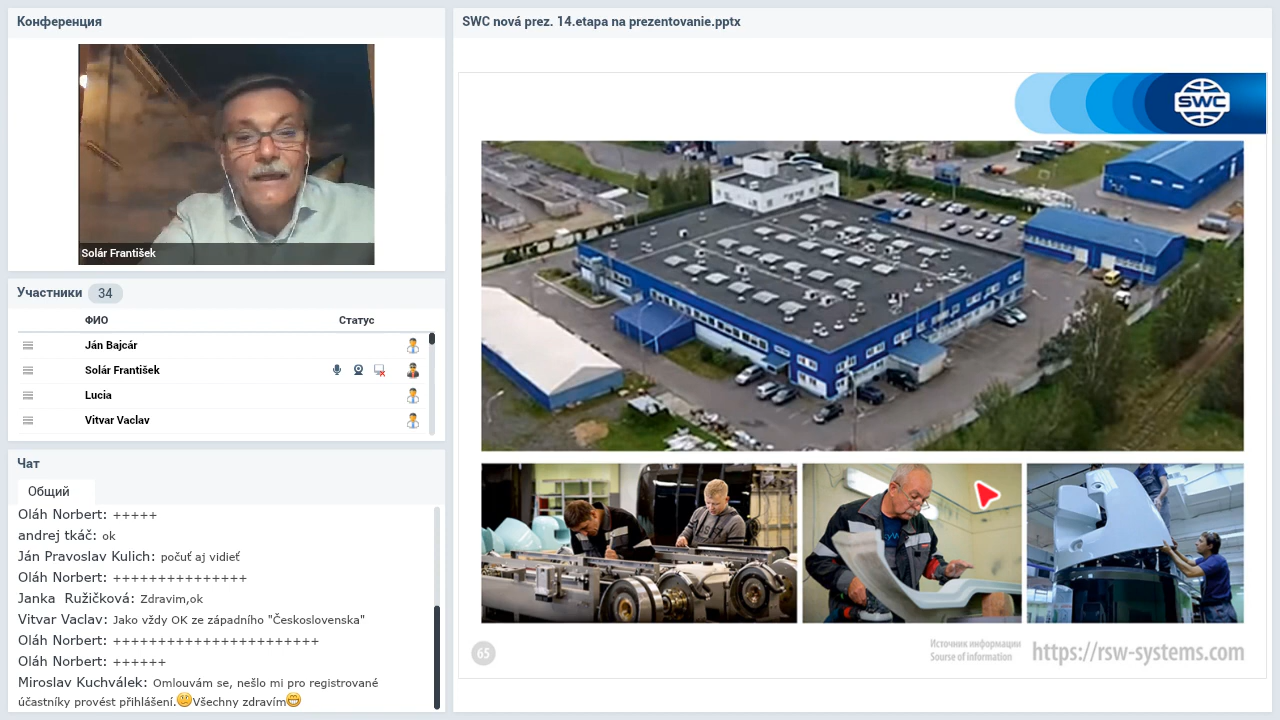 Конференция
Solár František
Участники 34
ФИО Статус
Ján Bajcár
Solár František
Lucia
Vitvar Vaclav
Чат
Общий
Oláh Norbert: +++++
andrej tkáč: ok
Ján Pravoslav Kulich: počuť aj vidieť
Oláh Norbert: +++++++++++++++
Janka Ružičková: Zdravim,ok
Vitvar Vaclav: Jako vždy OK ze západního "Československa"
Oláh Norbert: +++++++++++++++++++++++
Oláh Norbert: ++++++
Miroslav Kuchválek: Omlouvám se, nešlo mi pro registrované
účastníky provést přihlášení.Všechny zdravím
SWC nová prez. 14.etapa na prezentovanie.pptx
SWC
65
Источник информации
Sourse of information
https://rsw-systems.com